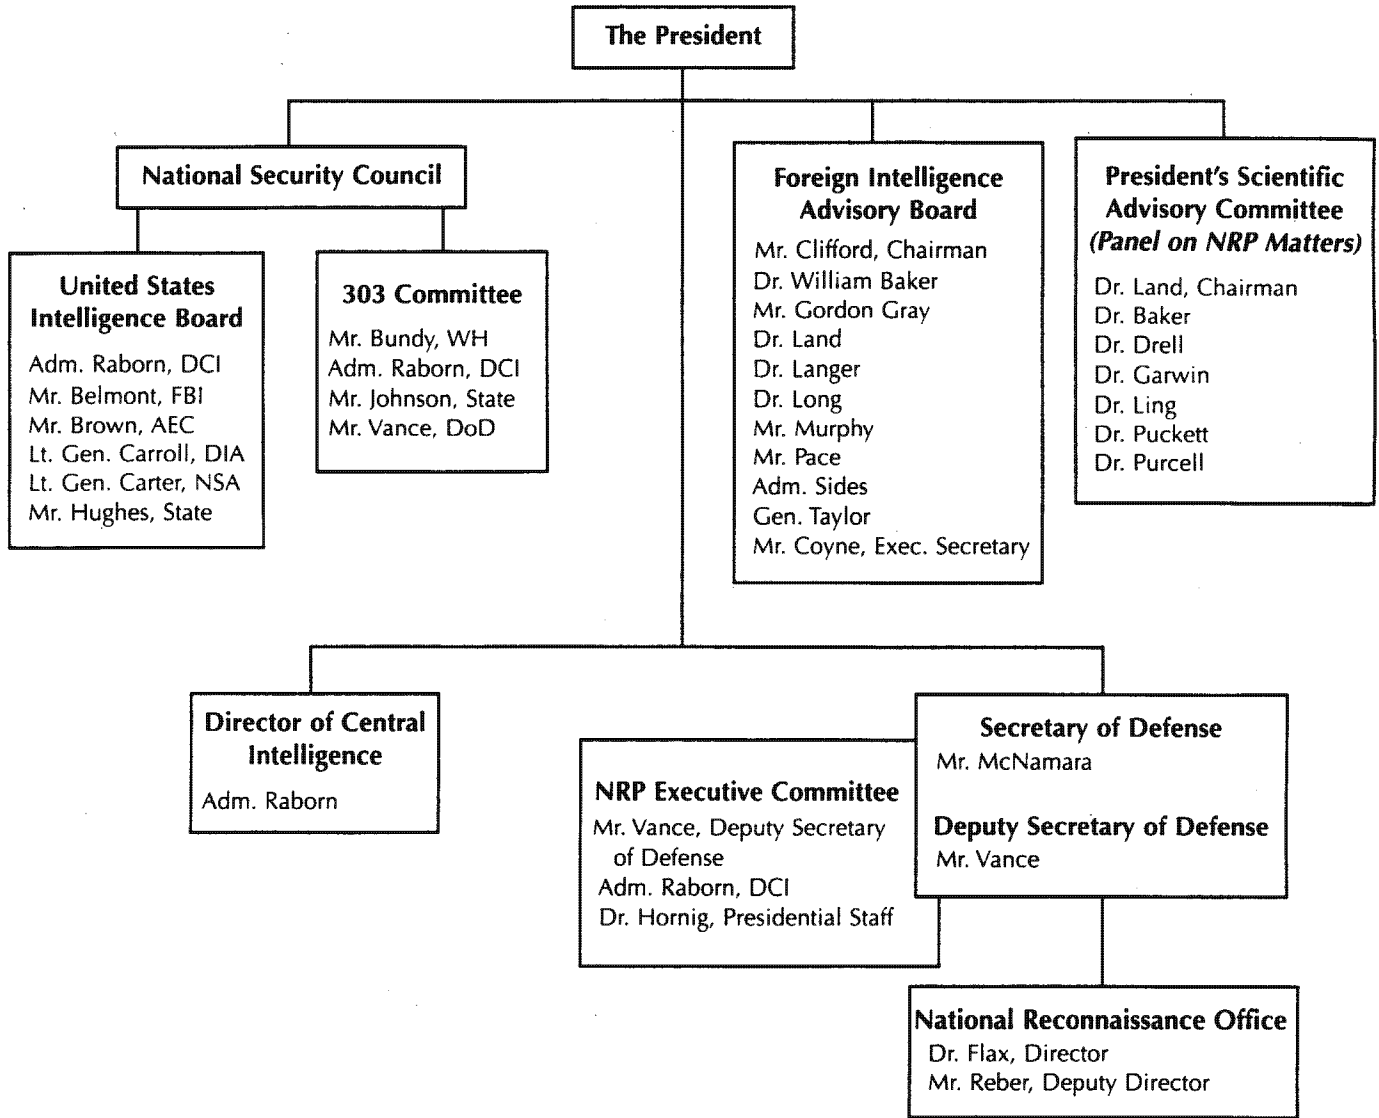 The President
National Security Council
United States
Intelligence Board
Adm. Raborn, DCI
Mr. Belmont, FBI
Mr. Brown, AEC
Lt. Gen. Carroll, DIA
Lt. Gen. Carter, NSA
Mr. Hughes, State
303 Committee
Mr. Bundy, WH
Adm. Raborn, DCI
Mr. Johnson, State
Mr. Vance, DoD
Foreign Intelligence
Advisory Board
Mr. Clifford, Chairman
Dr. William Baker
Mr. Gordon Gray
Dr. Land
Dr. Langer
Dr. Long
Mr. Murphy
Mr. Pace
Adm. Sides
Gen. Taylor
Mr. Coyne, Exec. Secretary
President's Scientific
Advisory Committee
(Panel on NRP Matters)
Dr. Land, Chairman
Dr. Baker
Dr. Drell
Dr. Garwin
Dr. Ling
Dr. Puckett
Dr. Purcell
Director of Central
Intelligence
Adm. Raborn
NRP Executive Committee
Mr. Vance, Deputy Secretary
of Defense
Adm. Raborn, DCI
Dr. Hornig, Presidential Staff
Secretary of Defense
Mr. McNamara
Deputy Secretary of Defense
Mr. Vance
National Reconnaissance Office
Dr. Flax, Director
Mr. Reber, Deputy Director